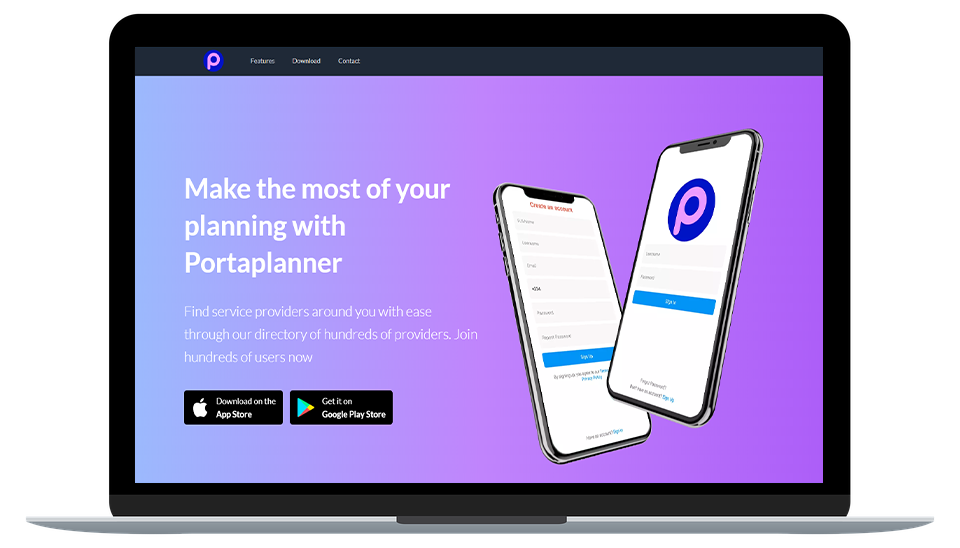 p
Features Download Contact
Make the most of your
planning with
Portaplanner
Find service providers around you with ease
through our directory of hundreds of providers. Join
hundreds of users now
Download on the
App Store
Get it on
Google Play Store
Create an account
Username
Email
+234
Password
Repeat Password
Sign Up
By signing up you agree to our Terms
Privacy Policy
Have an account? Sign in
p
Username
Password
Sign in
Forgot Password?
Don't have an account? Sign Up